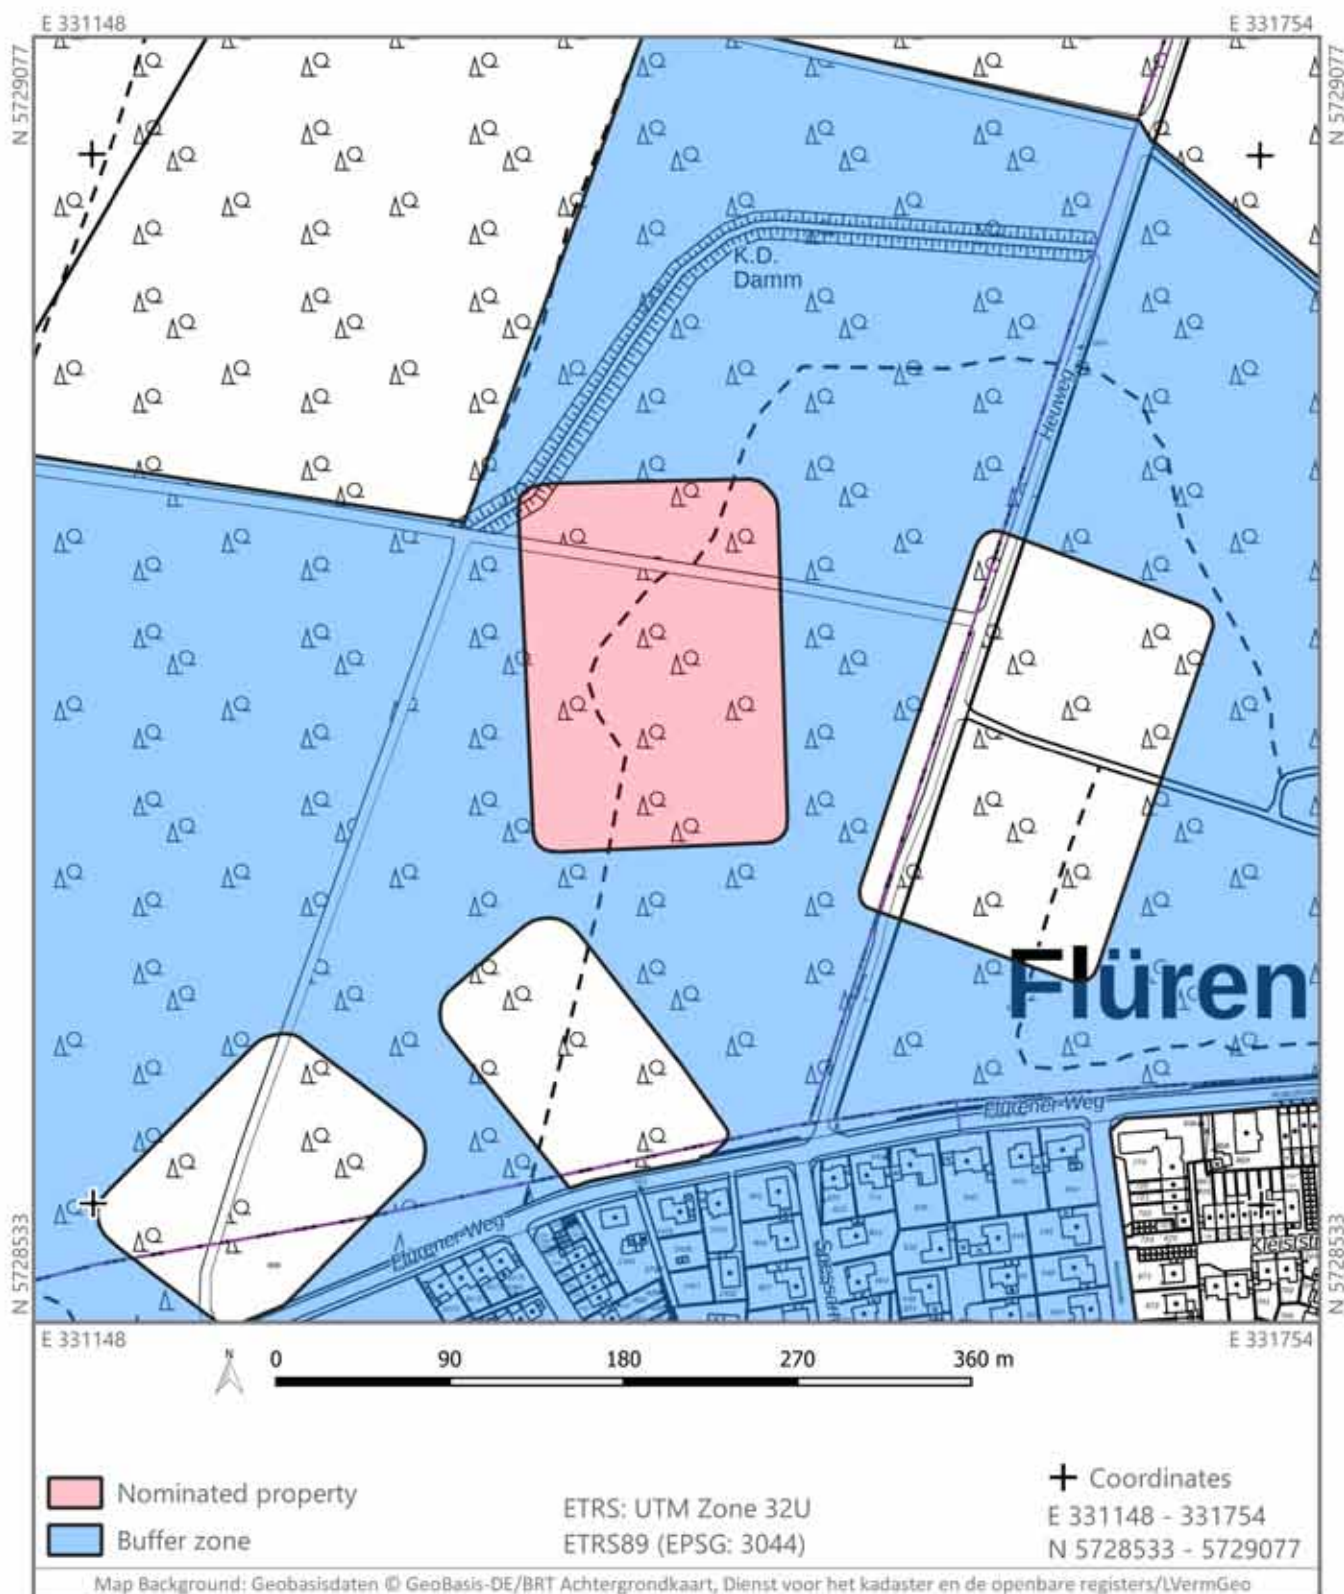 E 331148
E 331754
N 5729077
N 5729077
K.D.
Damm
Heuweg
Flüren
Flürener-Weg
Flürener-Weg
N 5728533
N 5728533
E 331148
E 331754
N
0 90 180 270 360 m
Nominated property
Buffer zone
ETRS: UTM Zone 32U
ETRS89 (EPSG: 3044)
Coordinates
E 331148 - 331754
N 5728533 - 5729077
Map Background: Geobasisdaten © GeoBasis-DE/BRT Achtergrondkaart, Dienst voor het kadaster en de openbare registers/LVermGeo